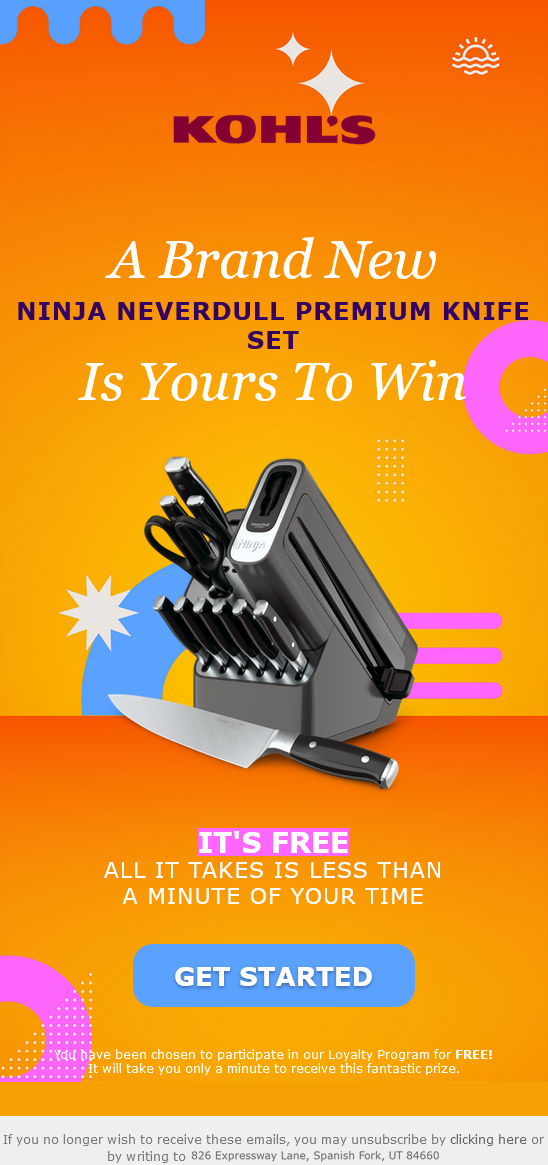 KOHL'S
A Brand New
NINJA NEVERDULL PREMIUM KNIFE
SET
Is Yours To Win
NINJA
IT'S FREE
ALL IT TAKES IS LESS THAN
A MINUTE OF YOUR TIME
GET STARTED
You have been chosen to participate in our Loyalty Program for FREE!
It will take you only a minute to receive this fantastic prize.
If you no longer wish to receive these emails, you may unsubscribe by clicking here or
by writing to 826 Expressway Lane, Spanish Fork, UT 84660